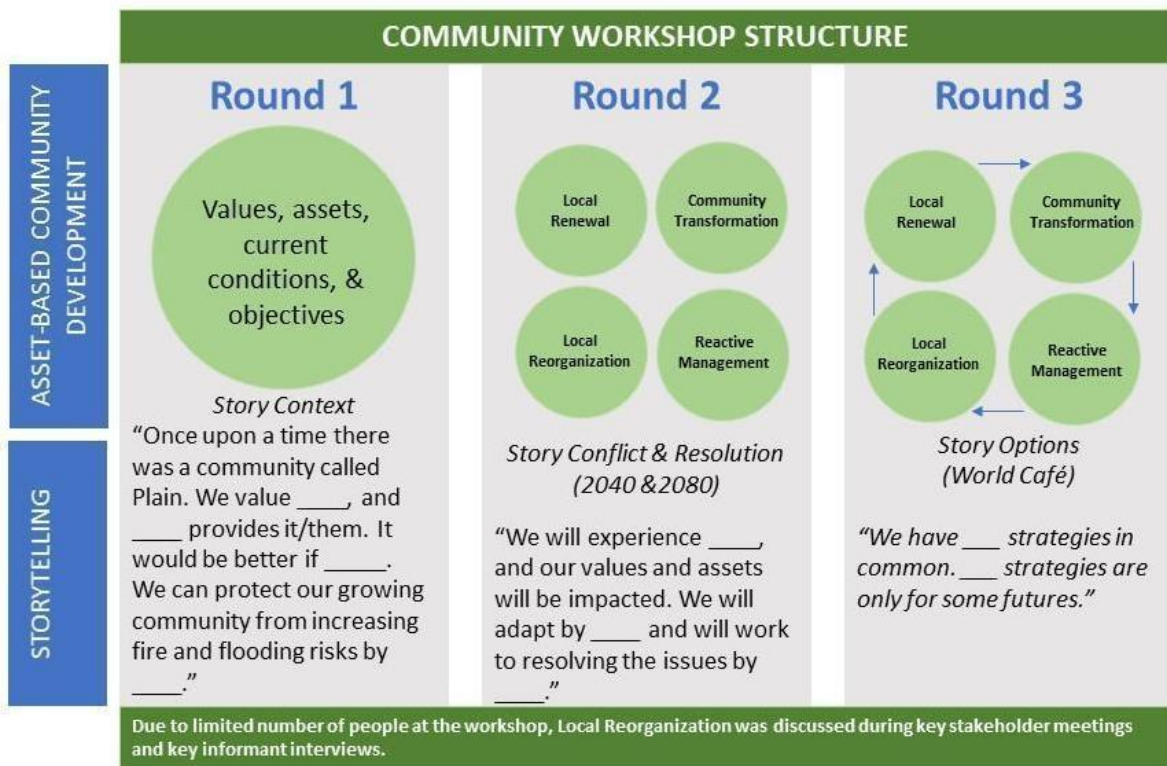 COMMUNITY WORKSHOP STRUCTURE
ASSET-BASED COMMUNITY
DEVELOPMENT
STORYTELLING
Round 1
Values, assets,
current
conditions, &
objectives
Story Context
“Once upon a time there
was a community called
Plain. We value ____, and
____ provides it/them. It
would be better if _____.
We can protect our growing
community from increasing
fire and flooding risks by
____.”
Round 2
Local
Renewal
Community
Transformation
Local
Reorganization
Reactive
Management
Story Conflict & Resolution
(2040 &2080)
“We will experience ____,
and our values and assets
will be impacted. We will
adapt by ____ and will work
to resolving the issues by
____.”
Round 3
Local
Renewal
Community
Transformation
Local
Reorganization
Reactive
Management
Story Options
(World Café)
“We have ___ strategies in
common. ___ strategies are
only for some futures.”
Due to limited number of people at the workshop, Local Reorganization was discussed during key stakeholder meetings
and key informant interviews.